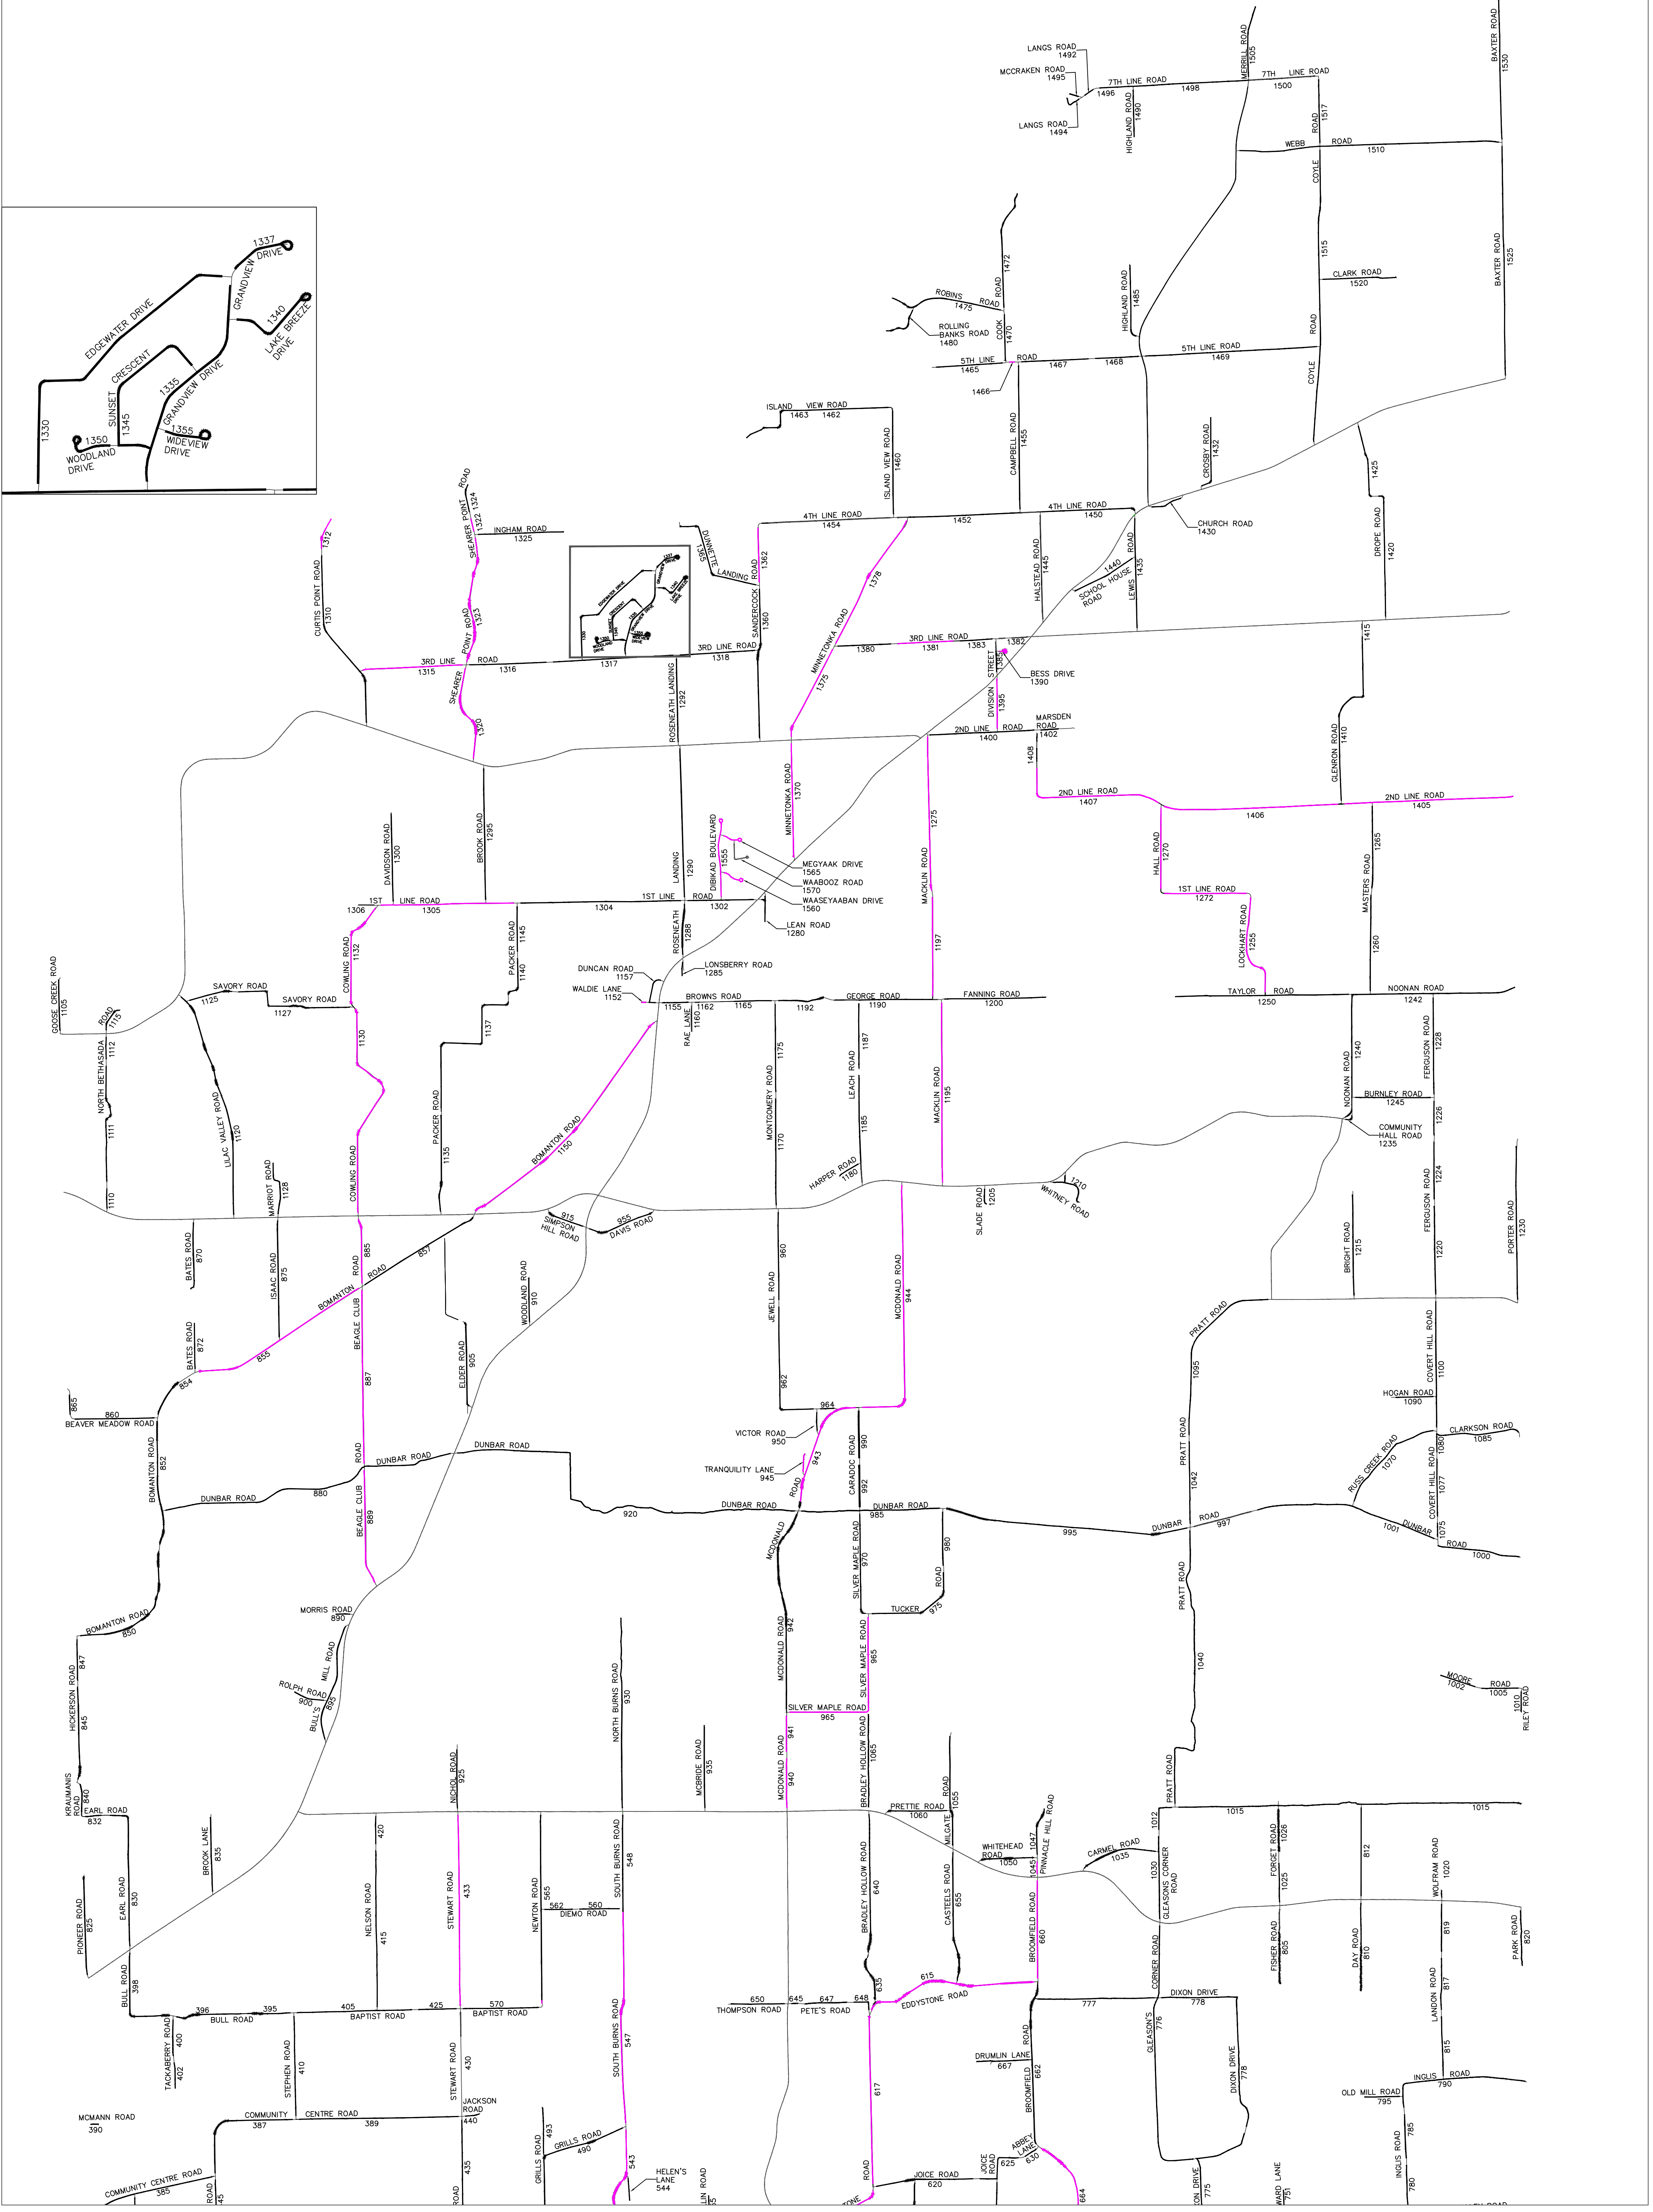 LANGS ROAD
1492
MCCRAKEN ROAD
1495
7TH LINE ROAD
1496
1498
LANGS ROAD
1494
HIGHLAND ROAD
1490
MERRILL ROAD
1505
7TH LINE ROAD
1500
1517
BAXTER ROAD
1530
WEBB ROAD
1510
COYLE ROAD
1515
BAXTER ROAD
1525
CLARK ROAD
1520
COYLE ROAD
1337
GRANDVIEW DRIVE
1340
LAKE BREEZE
DRIVE
EDGEWATER DRIVE
SUNSET CRESCENT
1335
GRANDVIEW DRIVE
1330
1345
1350
WOODLAND
DRIVE
1355
WIDEVIEW
DRIVE
1472
COOK ROAD
ROBINS ROAD
1475
ROLLING
BANKS ROAD
1480
1470
HIGHLAND ROAD
1485
5TH LINE ROAD
1465
1467
1468
5TH LINE ROAD
1469
1466
ISLAND VIEW ROAD
1463
1462
ISLAND VIEW ROAD
1460
CAMPBELL ROAD
1455
CROSBY ROAD
1432
1425
DROPE ROAD
1420
4TH LINE ROAD
1454
1452
4TH LINE ROAD
1450
CHURCH ROAD
1430
HALSTEAD ROAD
1445
1440
SCHOOL HOUSE
ROAD
LEWIS ROAD
1435
1312
CURTIS POINT ROAD
1310
SHEARER POINT ROAD
1324
1322
INGHAM ROAD
1325
1323
SHEARER POINT ROAD
1320
DUNNETTE LANDING
1365
SANDERCOCK ROAD
1362
1360
1378
MINNETONKA ROAD
1375
3RD LINE ROAD
1315
1316
1317
3RD LINE ROAD
1318
EDGEWATER DRIVE
3RD LINE ROAD
1380
1381
1383
1382
1385
DIVISION STREET
1395
BESS DRIVE
1390
1415
GLENRON ROAD
1410
ROSENEATH LANDING
1292
2ND LINE ROAD
1400
MARSDEN
ROAD
1402
1408
2ND LINE ROAD
1407
1406
2ND LINE ROAD
1405
MINNETONKA ROAD
1370
1275
MACKLIN ROAD
1197
HALL ROAD
1270
1ST LINE ROAD
1272
LOCKHART ROAD
1255
MASTERS ROAD
1265
1260
DAVIDSON ROAD
1300
BROOK ROAD
1295
ROSENEATH LANDING
1290
1288
DIBIKAD BOULEVARD
1555
MEGYAAK DRIVE
1565
WAABOOZ ROAD
1570
WAASEYAABAN DRIVE
1560
1ST LINE ROAD
1306
1305
1304
1ST LINE ROAD
1302
LEAN ROAD
1280
COWLING ROAD
1132
PACKER ROAD
1145
1140
LONSBERRY ROAD
1285
DUNCAN ROAD
1157
WALDIE LANE
1152
BROWNS ROAD
1155
1162
1165
1192
RAE LANE
1160
GEORGE ROAD
1190
FANNING ROAD
1200
TAYLOR ROAD
1250
NOONAN ROAD
1242
GOOSE CREEK ROAD
1105
ROAD
1115
NORTH BETHASADA
1112
1111
1110
SAVORY ROAD
1125
SAVORY ROAD
1127
LILAC VALLEY ROAD
1120
1130
COWLING ROAD
1137
PACKER ROAD
1135
MARRIOT ROAD
1128
BOMANTON ROAD
1150
1175
MONTGOMERY ROAD
1170
1187
LEACH ROAD
1185
HARPER ROAD
1180
MACKLIN ROAD
1195
NOONAN ROAD
1240
FERGUSON ROAD
1228
BURNLEY ROAD
1245
1226
COMMUNITY
HALL ROAD
1235
1224
FERGUSON ROAD
1220
PORTER ROAD
1230
BRIGHT ROAD
1215
SLADE ROAD
1205
1210
WHITNEY ROAD
915
SIMPSON
HILL ROAD
955
DAVIS ROAD
BATES ROAD
870
ISAAC ROAD
875
885
BEAGLE CLUB ROAD
887
857
BOMANTON ROAD
855
WOODLAND ROAD
910
960
JEWELL ROAD
962
MCDONALD ROAD
944
PRATT ROAD
1095
COVERT HILL ROAD
1100
HOGAN ROAD
1090
BATES ROAD
872
854
865
860
BEAVER MEADOW ROAD
BOMANTON ROAD
852
ELDER ROAD
905
964
VICTOR ROAD
950
943
TRANQUILITY LANE
945
CARADOC ROAD
990
992
RUSS CREEK ROAD
1070
CLARKSON ROAD
1085
1080
COVERT HILL ROAD
1077
1075
PRATT ROAD
1042
DUNBAR ROAD
880
DUNBAR ROAD
DUNBAR ROAD
920
DUNBAR ROAD
DUNBAR ROAD
985
995
DUNBAR ROAD
997
1001
DUNBAR ROAD
1000
BEAGLE CLUB ROAD
889
MCDONALD ROAD
SILVER MAPLE ROAD
970
980
TUCKER ROAD
975
PRATT ROAD
1040
BOMANTON ROAD
850
847
HICKERSON ROAD
845
MORRIS ROAD
890
BULL'S MILL ROAD
895
ROLPH ROAD
900
NORTH BURNS ROAD
930
MCDONALD ROAD
942
SILVER MAPLE ROAD
965
SILVER MAPLE ROAD
965
941
MCDONALD ROAD
940
MOORE ROAD
1002
1005
1010
RILEY ROAD
KRAUMANIS
ROAD
840
EARL ROAD
832
NICHOL ROAD
925
MCBRIDE ROAD
935
BRADLEY HOLLOW ROAD
1065
MILGATE ROAD
1055
PRETTIE ROAD
1060
PRATT ROAD
1012
1015
1015
BROOK LANE
835
420
NELSON ROAD
415
STEWART ROAD
433
NEWTON ROAD
565
562
560
DIEMO ROAD
SOUTH BURNS ROAD
548
BRADLEY HOLLOW ROAD
640
CASTEELS ROAD
655
WHITEHEAD
ROAD
1050
1047
1045
PINNACLE HILL ROAD
CARMEL ROAD
1035
1030
GLEASONS CORNER
ROAD
FORGET ROAD
1026
1025
812
WOLFRAM ROAD
1020
PIONEER ROAD
825
EARL ROAD
830
BROOMFIELD ROAD
660
FISHER ROAD
805
DAY ROAD
810
819
LANDON ROAD
817
815
PARK ROAD
820
BULL ROAD
398
396
395
BULL ROAD
405
BAPTIST ROAD
425
570
BAPTIST ROAD
TACKABERRY ROAD
400
402
STEPHEN ROAD
410
STEWART ROAD
430
SOUTH BURNS ROAD
547
650
THOMPSON ROAD
645
647
648
PETE'S ROAD
635
615
EDDYSTONE ROAD
617
777
DIXON DRIVE
778
GLEASON'S CORNER ROAD
776
DIXON DRIVE
778
DRUMLIN LANE
667
BROOMFIELD ROAD
662
INGLIS ROAD
790
OLD MILL ROAD
795
785
INGLIS ROAD
780
MCMANN ROAD
390
COMMUNITY CENTRE ROAD
387
389
JACKSON
ROAD
440
435
ROAD
COMMUNITY CENTRE ROAD
385
ROAD
45
493
GRILLS ROAD
GRILLS ROAD
490
543
HELEN'S
LANE
544
LIN ROAD
ROAD
JOICE ROAD
620
JOICE
ROAD
625
ABBEY
LANE
630
664
775
751